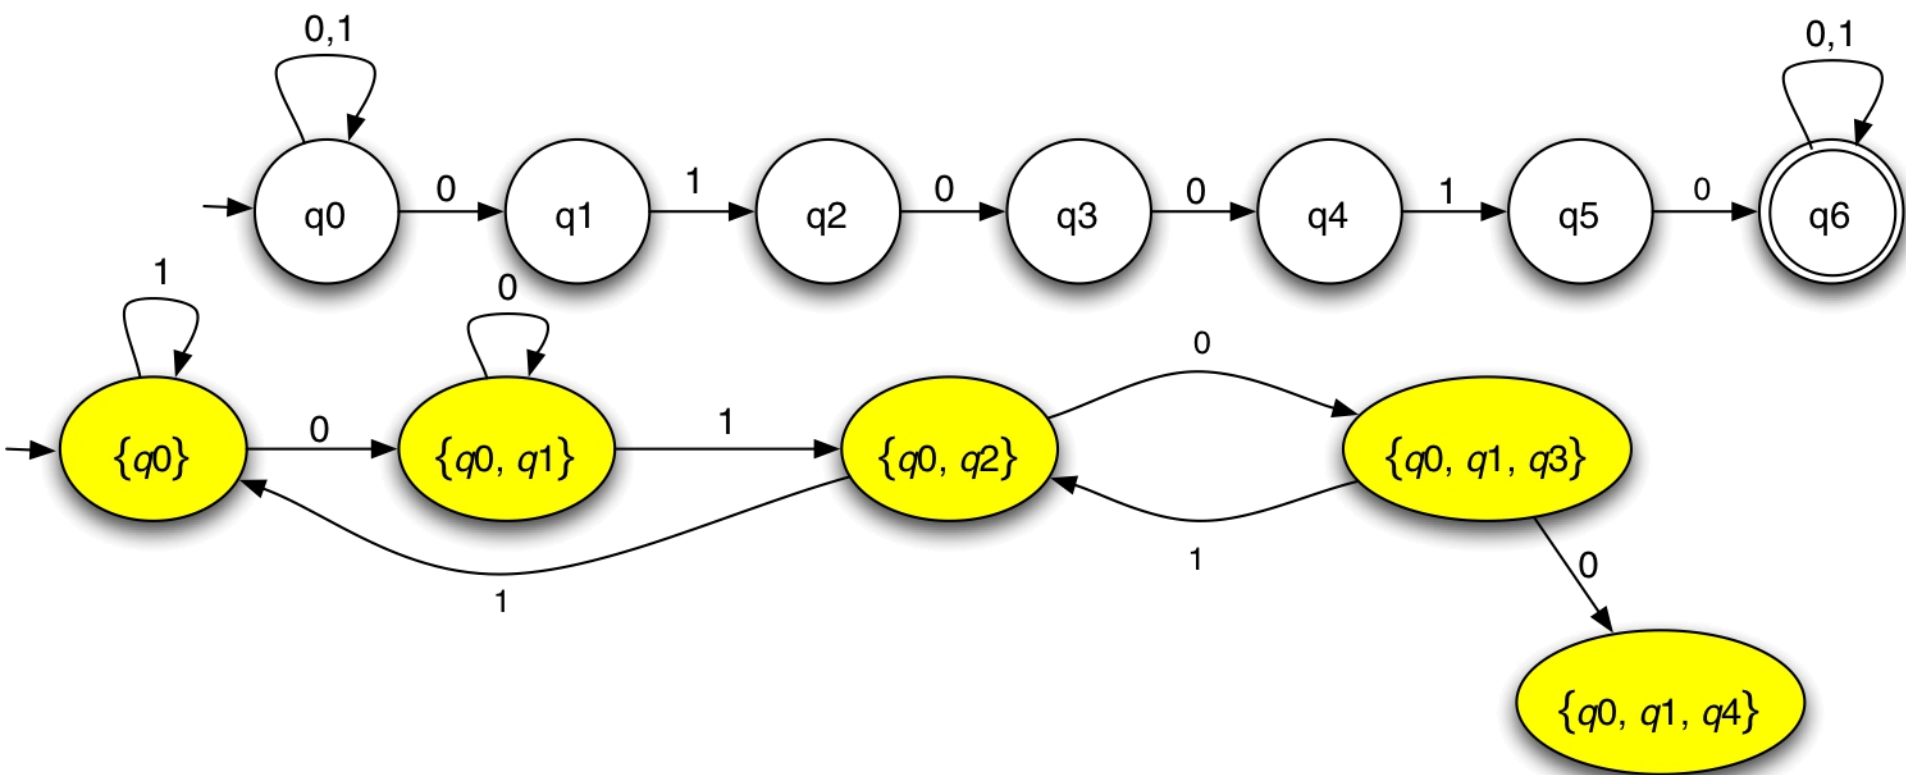 0,1
0,1
q0
0
q1
1
q2
0
q3
0
q4
1
q5
0
q6
1
0
0
{q0}
0
{q0, q1}
1
{q0, q2}
{q0, q1, q3}
1
1
0
{q0, q1, q4}